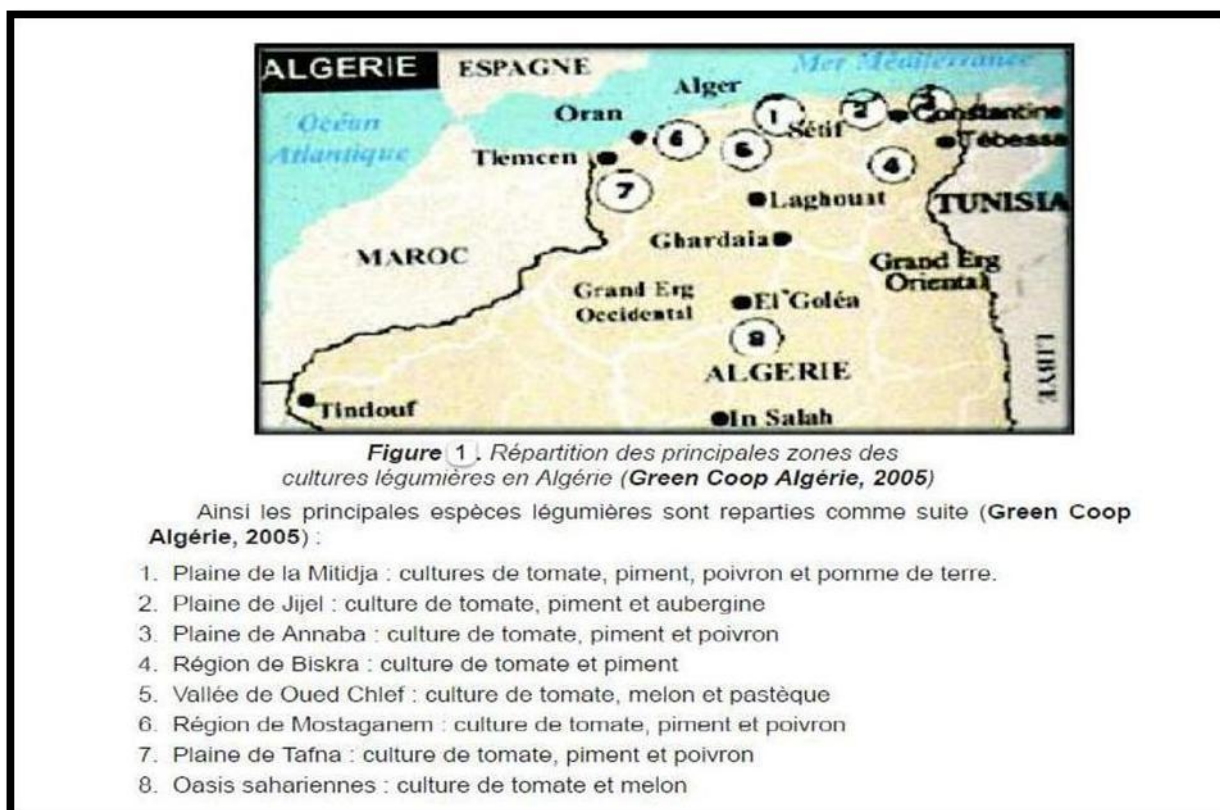 ALGERIE
ESPAGNE
Mer Méditerranée
Alger
Océan
Atlantique
Oran
1
2
3
Constantine
Sétif
Tlemcen
6
5
Tébessa
4
7
Laghouat
TUNISIA
MAROC
Ghardaia
Grand Erg
Oriental
Grand Erg
Occidental
El Goléa
8
LIBYE
ALGERIE
Tindouf
In Salah
Figure 1 . Répartition des principales zones des
cultures légumières en Algérie (Green Coop Algérie, 2005)
Ainsi les principales espèces légumières sont reparties comme suite (Green Coop
Algérie, 2005) :
1. Plaine de la Mitidja : cultures de tomate, piment, poivron et pomme de terre.
2. Plaine de Jijel : culture de tomate, piment et aubergine
3. Plaine de Annaba : culture de tomate, piment et poivron
4. Région de Biskra : culture de tomate et piment
5. Vallée de Oued Chlef : culture de tomate, melon et pastèque
6. Région de Mostaganem : culture de tomate, piment et poivron
7. Plaine de Tafna : culture de tomate, piment et poivron
8. Oasis sahariennes : culture de tomate et melon